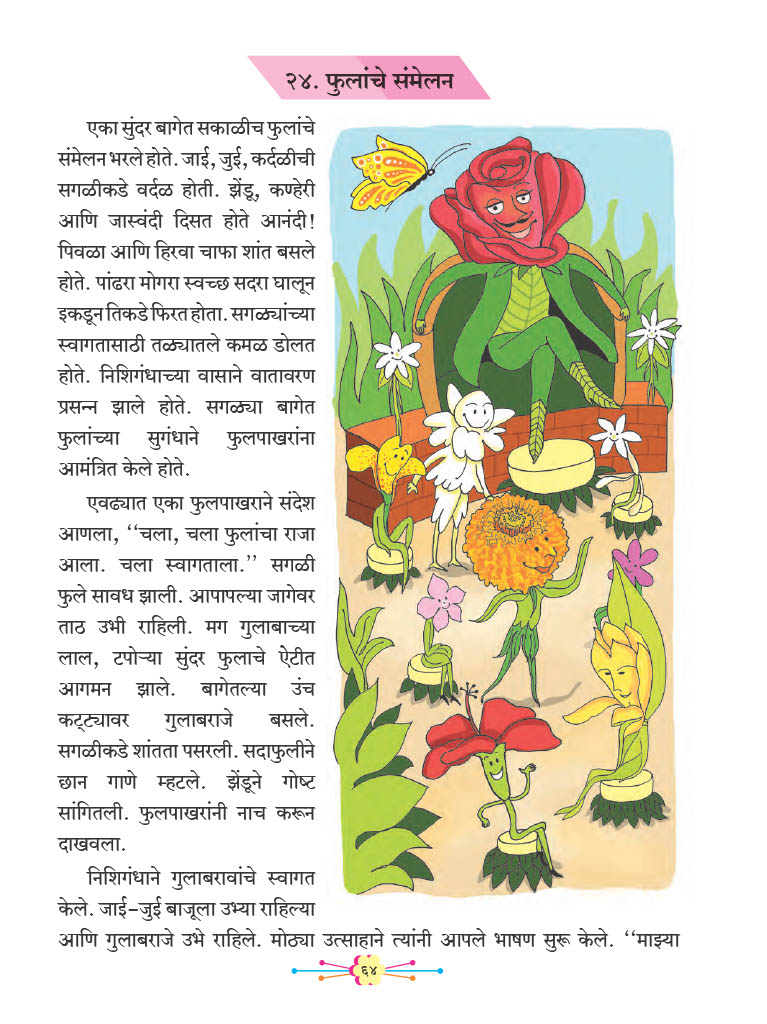 २४. फुलांचे संमेलन
एका सुंदर बागेत सकाळीच फुलांचे
संमेलन भरले होते. जाई, जुई, कर्दळीची
सगळीकडे वर्दळ होती. झेंडू, कण्हेरी
आणि जास्वंदी दिसत होते आनंदी!
पिवळा आणि हिरवा चाफा शांत बसले
होते. पांढरा मोगरा स्वच्छ सदरा घालून
इकडून तिकडे फिरत होता. सगळ्यांच्या
स्वागतासाठी तळ्यातले कमळ डोलत
होते. निशिगंधाच्या वासाने वातावरण
प्रसन्न झाले होते. सगळ्या बागेत
फुलांच्या सुगंधाने फुलपाखरांना
आमंत्रित केले होते.
एवढ्यात एका फुलपाखराने संदेश
आणला, ‘‘चला, चला फुलांचा राजा
आला. चला स्वागताला.’’ सगळी
फुले सावध झाली. आपापल्या जागेवर
ताठ उभी राहिली. मग गुलाबाच्या
लाल, टपोऱ्या सुंदर फुलाचे ऐटीत
आगमन झाले. बागेतल्या उंच
कट्ट्यावर गुलाबराजे बसले.
सगळीकडे शांतता पसरली. सदाफुलीने
छान गाणे म्हटले. झेंडूने गोष्ट
सांगितली. फुलपाखरांनी नाच करून
दाखवला.
निशिगंधाने गुलाबरावांचे स्वागत
केले. जाई-जुई बाजूला उभ्या राहिल्या
आणि गुलाबराजे उभे राहिले. मोठ्या उत्साहाने त्यांनी आपले भाषण सुरू केले. ‘‘माझ्या
६४